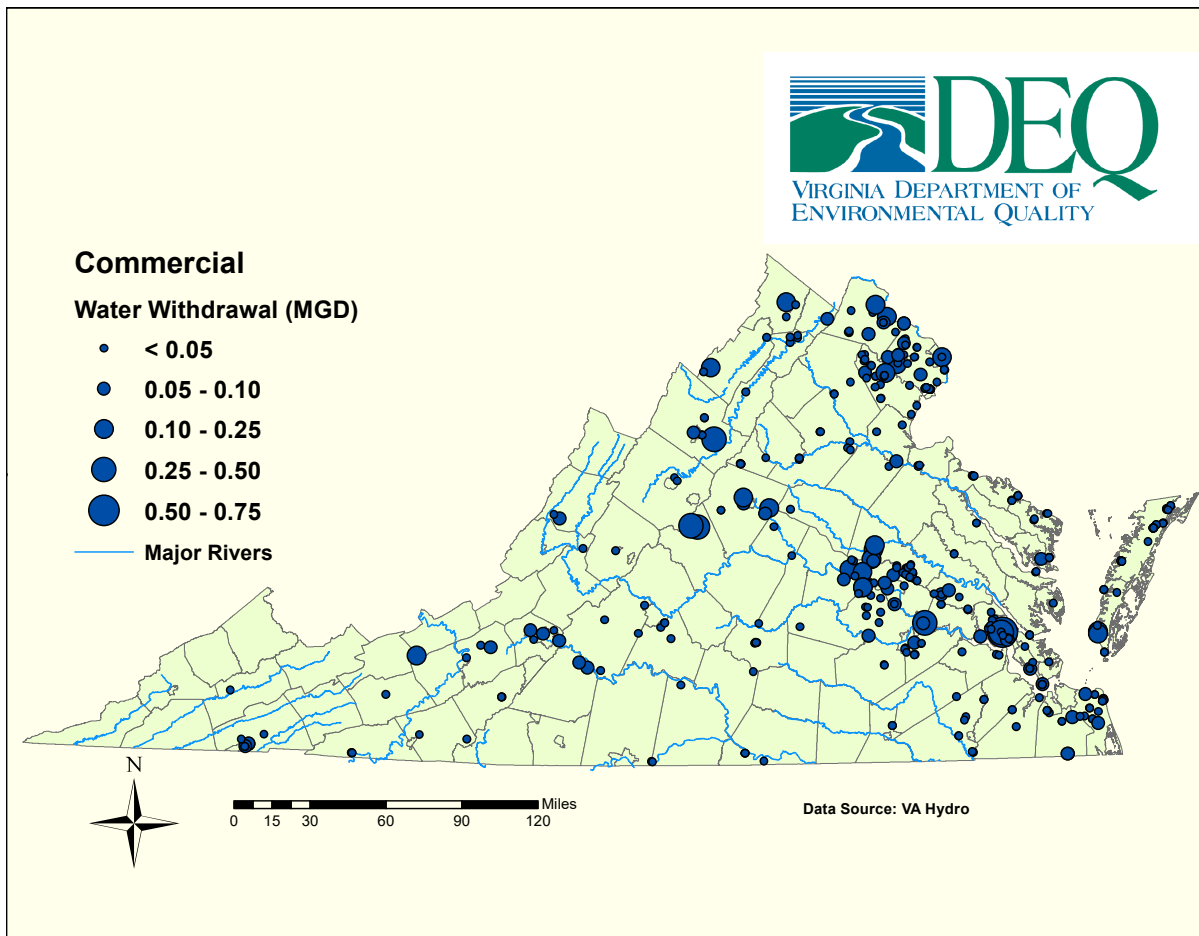 DEQ
VIRGINIA DEPARTMENT OF
ENVIRONMENTAL QUALITY
Commercial
Water Withdrawal (MGD)
< 0.05
0.05 - 0.10
0.10 - 0.25
0.25 - 0.50
0.50 - 0.75
Major Rivers
N
Miles
0 15 30 60 90 120
Data Source: VA Hydro